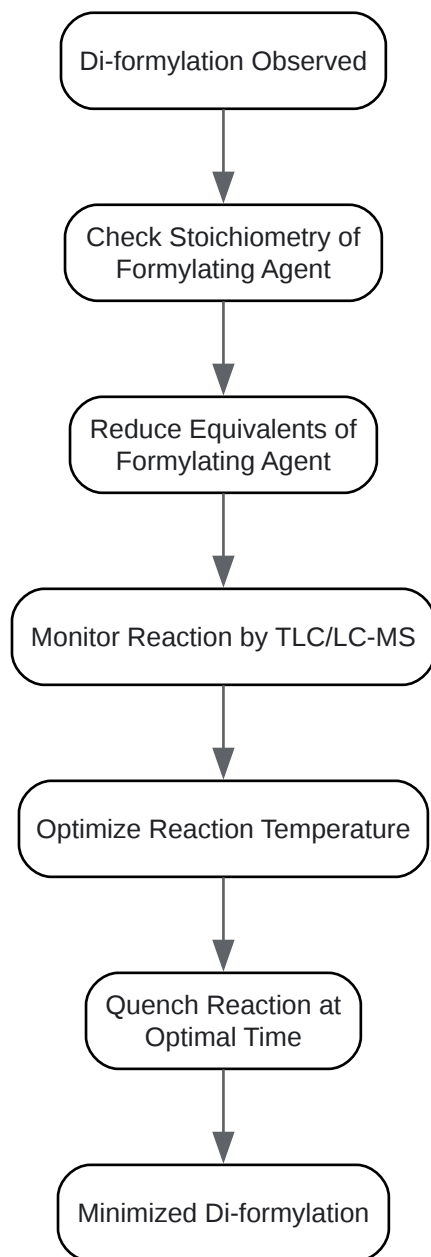 Di-formylation Observed
Check Stoichiometry of
Formylating Agent
Reduce Equivalents of
Formylating Agent
Monitor Reaction by TLC/LC-MS
Optimize Reaction Temperature
Quench Reaction at
Optimal Time
Minimized Di-formylation